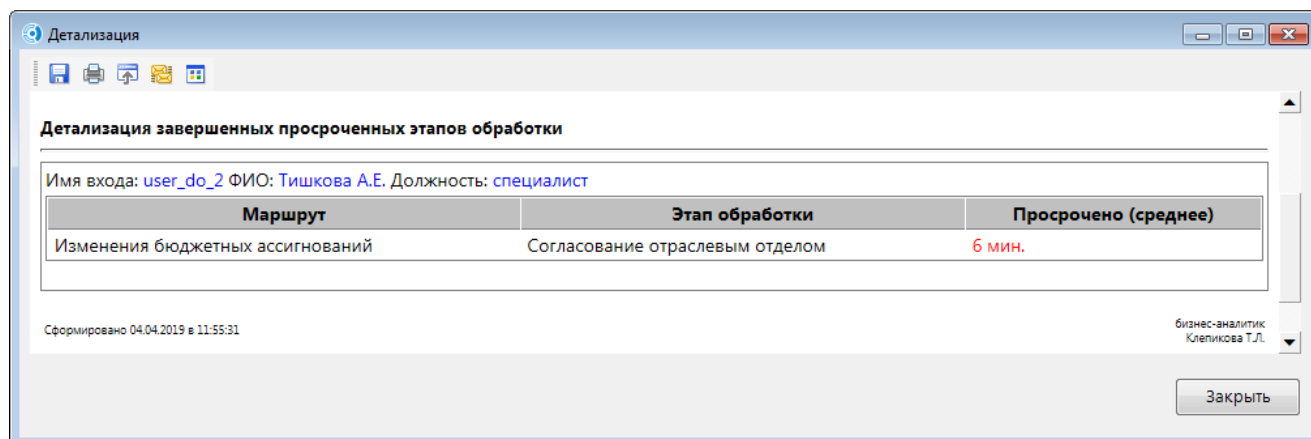 Детализация
Детализация завершенных просроченных этапов обработки
Имя входа: user_do_2 ФИО: Тишкова А.Е. Должность: специалист
Маршрут Этап обработки Просрочено (среднее)
Изменения бюджетных ассигнований Согласование отраслевым отделом 6 мин.
Сформировано 04.04.2019 в 11:55:31
бизнес-аналитик
Клепикова Т.Л.
Закрыть